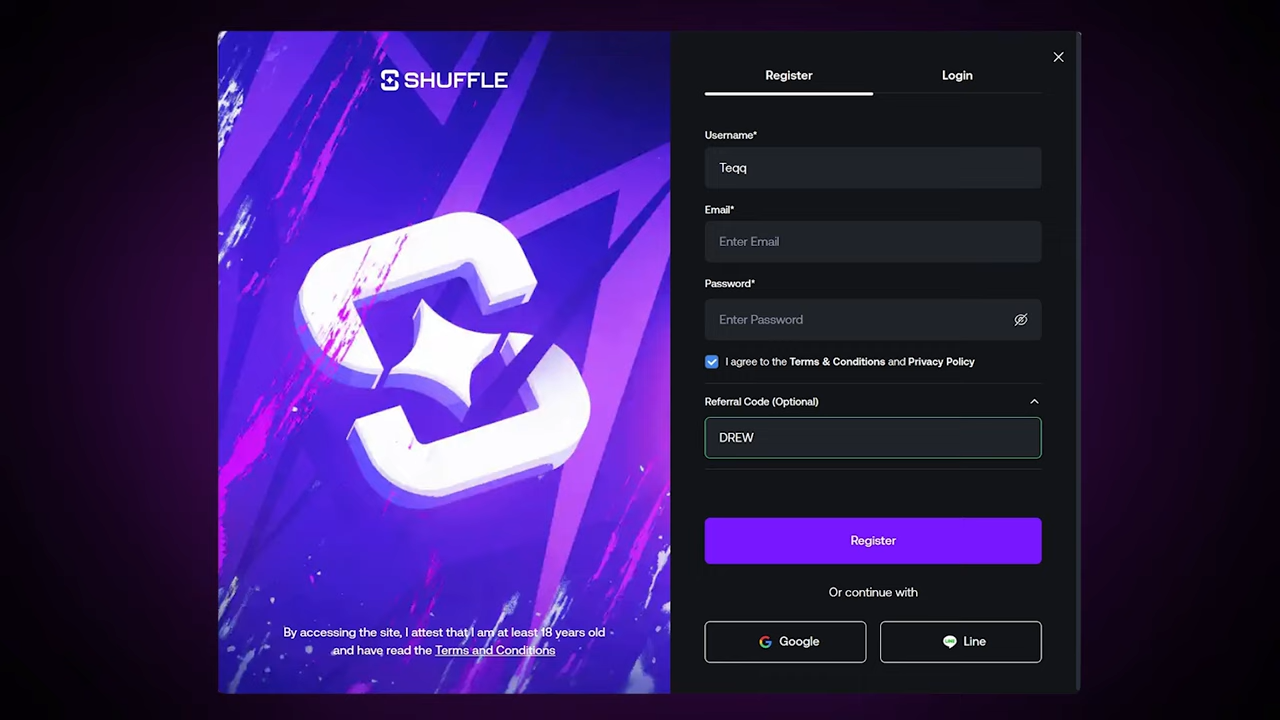 SHUFFLE
By accessing the site, I attest that I am at least 18 years old
and have read the Terms and Conditions
Register
Login
Username*
Teqq
Email*
Enter Email
Password*
Enter Password
I agree to the Terms & Conditions and Privacy Policy
Referral Code (Optional)
DREW
Register
Or continue with
Google
Line